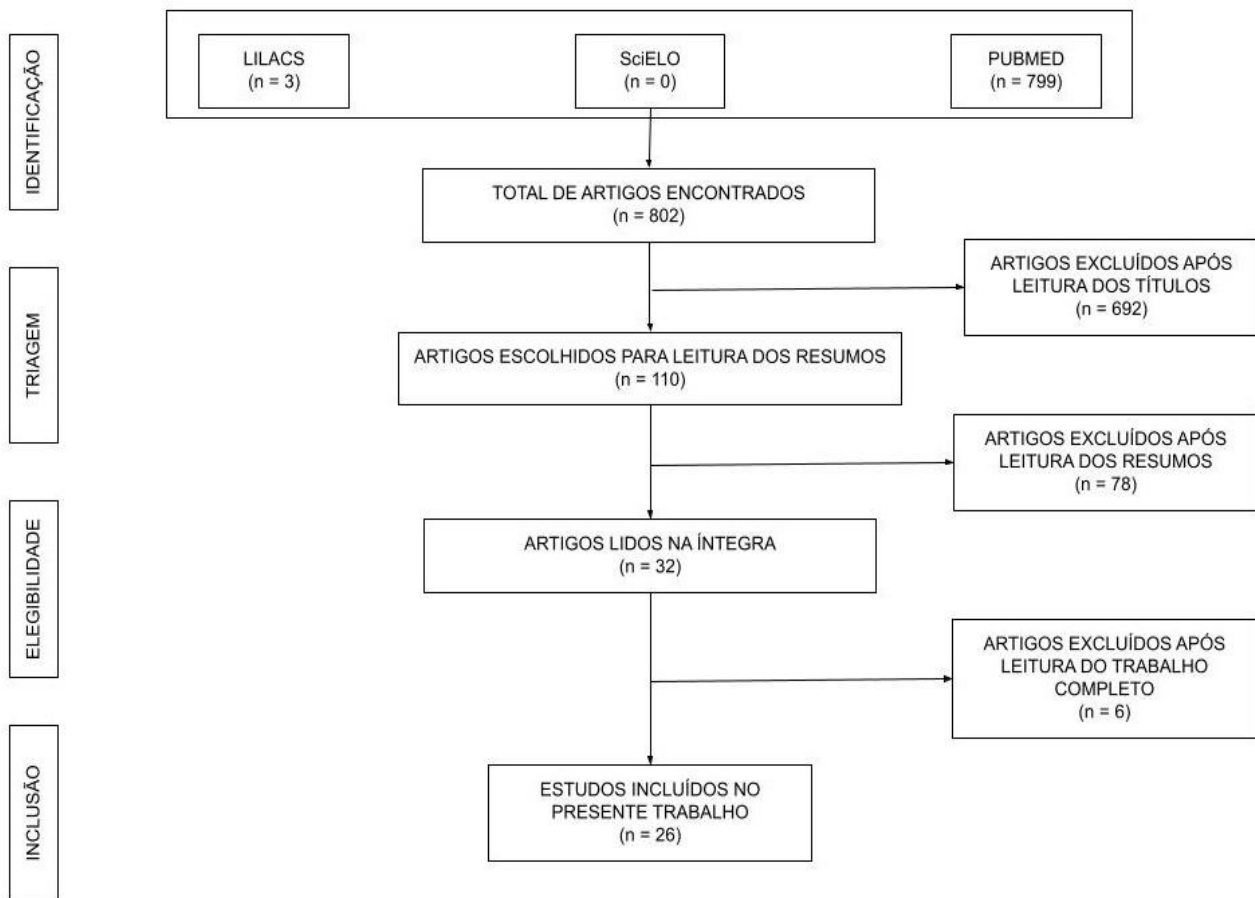 IDENTIFICAÇÃO
LILACS
(n = 3)
SciELO
(n = 0)
PUBMED
(n = 799)
TOTAL DE ARTIGOS ENCONTRADOS
(n = 802)
TRIAGEM
ARTIGOS EXCLUÍDOS APÓS
LEITURA DOS TÍTULOS
(n = 692)
ARTIGOS ESCOLHIDOS PARA LEITURA DOS RESUMOS
(n = 110)
ARTIGOS EXCLUÍDOS APÓS
LEITURA DOS RESUMOS
(n = 78)
ELEGIBILIDADE
ARTIGOS LIDOS NA ÍNTEGRA
(n = 32)
ARTIGOS EXCLUÍDOS APÓS
LEITURA DO TRABALHO
COMPLETO
(n = 6)
INCLUSÃO
ESTUDOS INCLUÍDOS NO
PRESENTE TRABALHO
(n = 26)